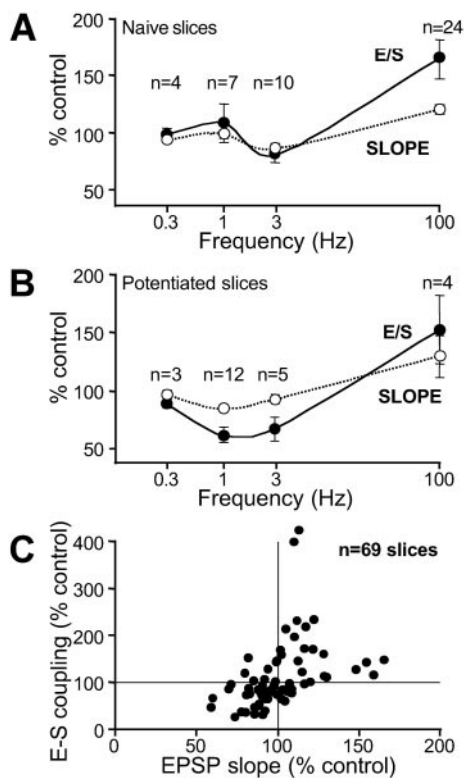 A
Naive slices
n=24
E/S
n=4 n=7 n=10
SLOPE
% control
200
150
100
50
0.3 1 3 100
Frequency (Hz)
B
Potentiated slices
n=4
E/S
n=3 n=12 n=5
SLOPE
% control
200
150
100
50
0.3 1 3 100
Frequency (Hz)
C
n=69 slices
E-S coupling (% control)
400
300
200
100
0
0 50 100 150 200
EPSP slope (% control)